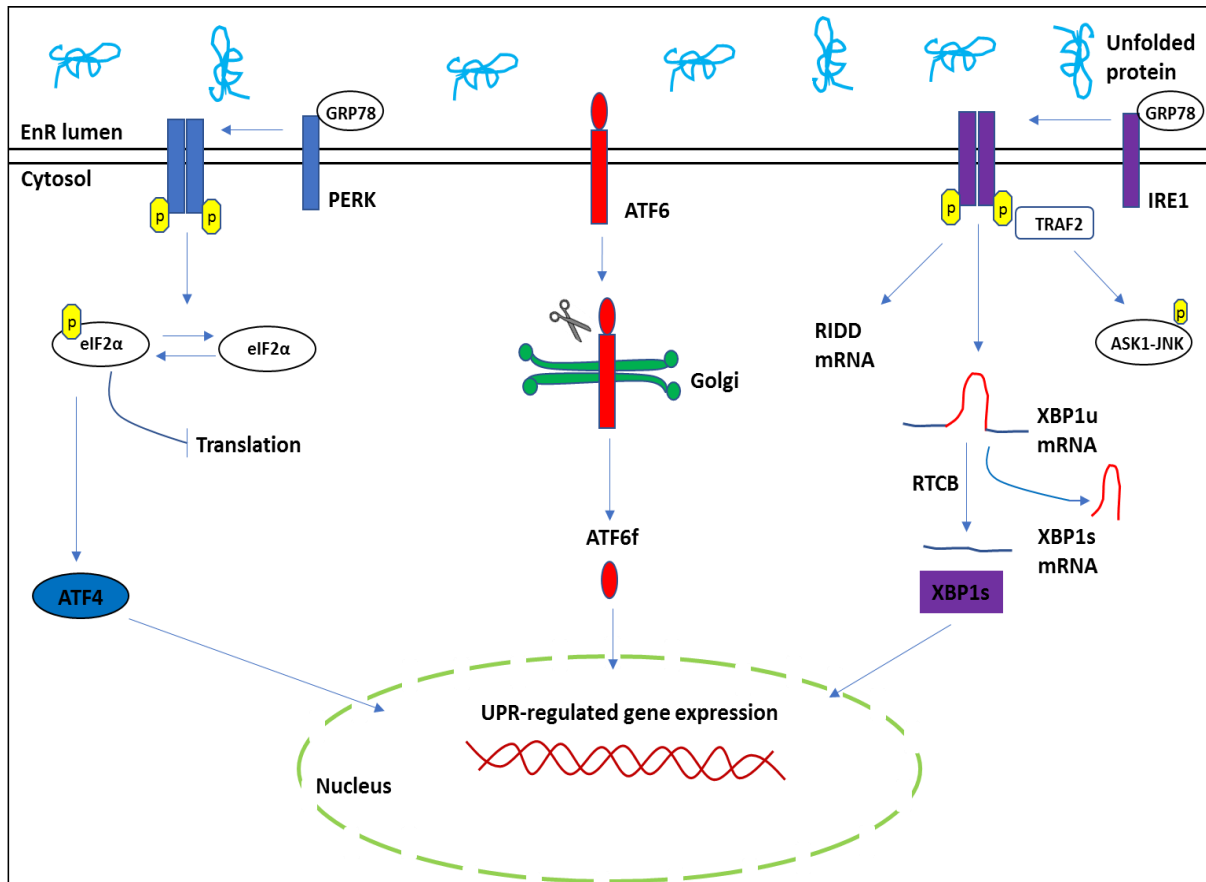 Unfolded
protein
GRP78
GRP78
EnR lumen
Cytosol
PERK
ATF6
IRE1
p
p
p
p
TRAF2
p
eIF2α
eIF2α
RIDD
mRNA
p
ASK1-JNK
Golgi
Translation
XBP1u
mRNA
RTCB
ATF6f
XBP1s
mRNA
ATF4
XBP1s
UPR-regulated gene expression
Nucleus